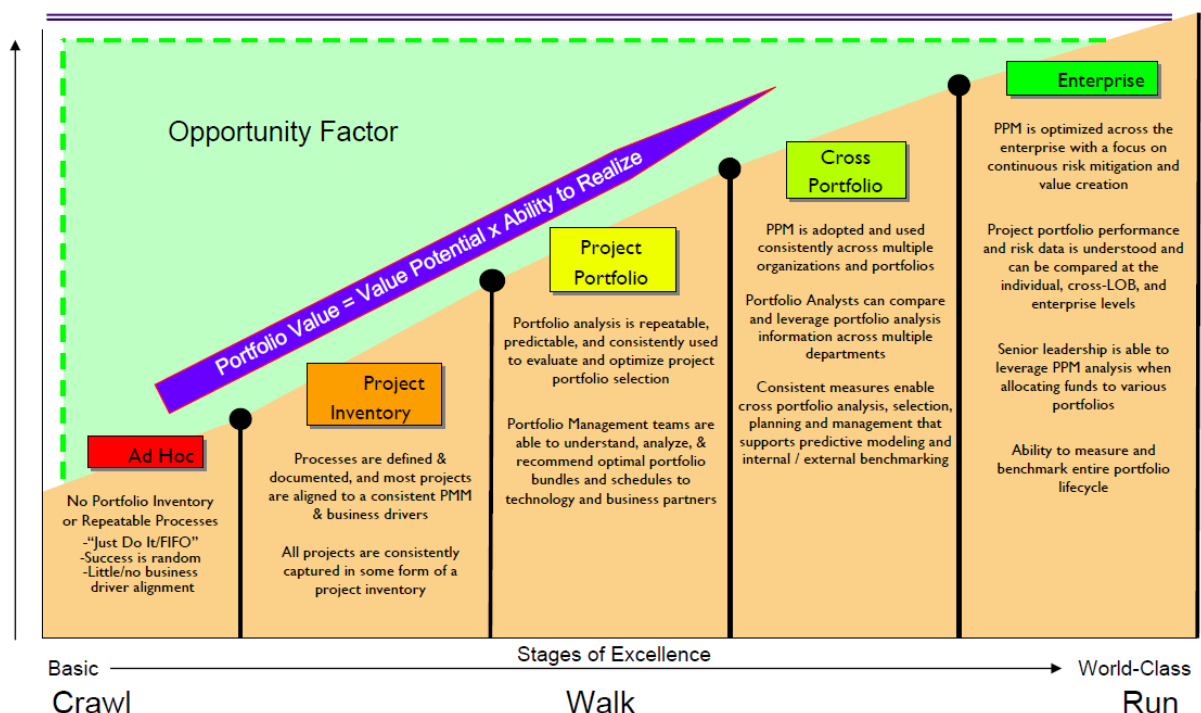 Opportunity Factor
Portfolio Value = Value Potential x Ability to Realize
Ad Hoc
No Portfolio Inventory
or Repeatable Processes
-“Just Do It/FIFO”
-Success is random
-Little/no business
driver alignment
Project
Inventory
Processes are defined &
documented, and most projects
are aligned to a consistent PMM
& business drivers
All projects are consistently
captured in some form of a
project inventory
Project
Portfolio
Portfolio analysis is repeatable,
predictable, and consistently used
to evaluate and optimize project
portfolio selection
Portfolio Management teams are
able to understand, analyze, &
recommend optimal portfolio
bundles and schedules to
technology and business partners
Cross
Portfolio
PPM is adopted and used
consistently across multiple
organizations and portfolios
Portfolio Analysts can compare
and leverage portfolio analysis
information across multiple
departments
Consistent measures enable
cross portfolio analysis, selection,
planning and management that
supports predictive modeling and
internal / external benchmarking
Enterprise
PPM is optimized across the
enterprise with a focus on
continuous risk mitigation and
value creation
Project portfolio performance
and risk data is understood and
can be compared at the
individual, cross-LOB, and
enterprise levels
Senior leadership is able to
leverage PPM analysis when
allocating funds to various
portfolios
Ability to measure and
benchmark entire portfolio
lifecycle
Stages of Excellence
Basic
World-Class
Crawl
Walk
Run